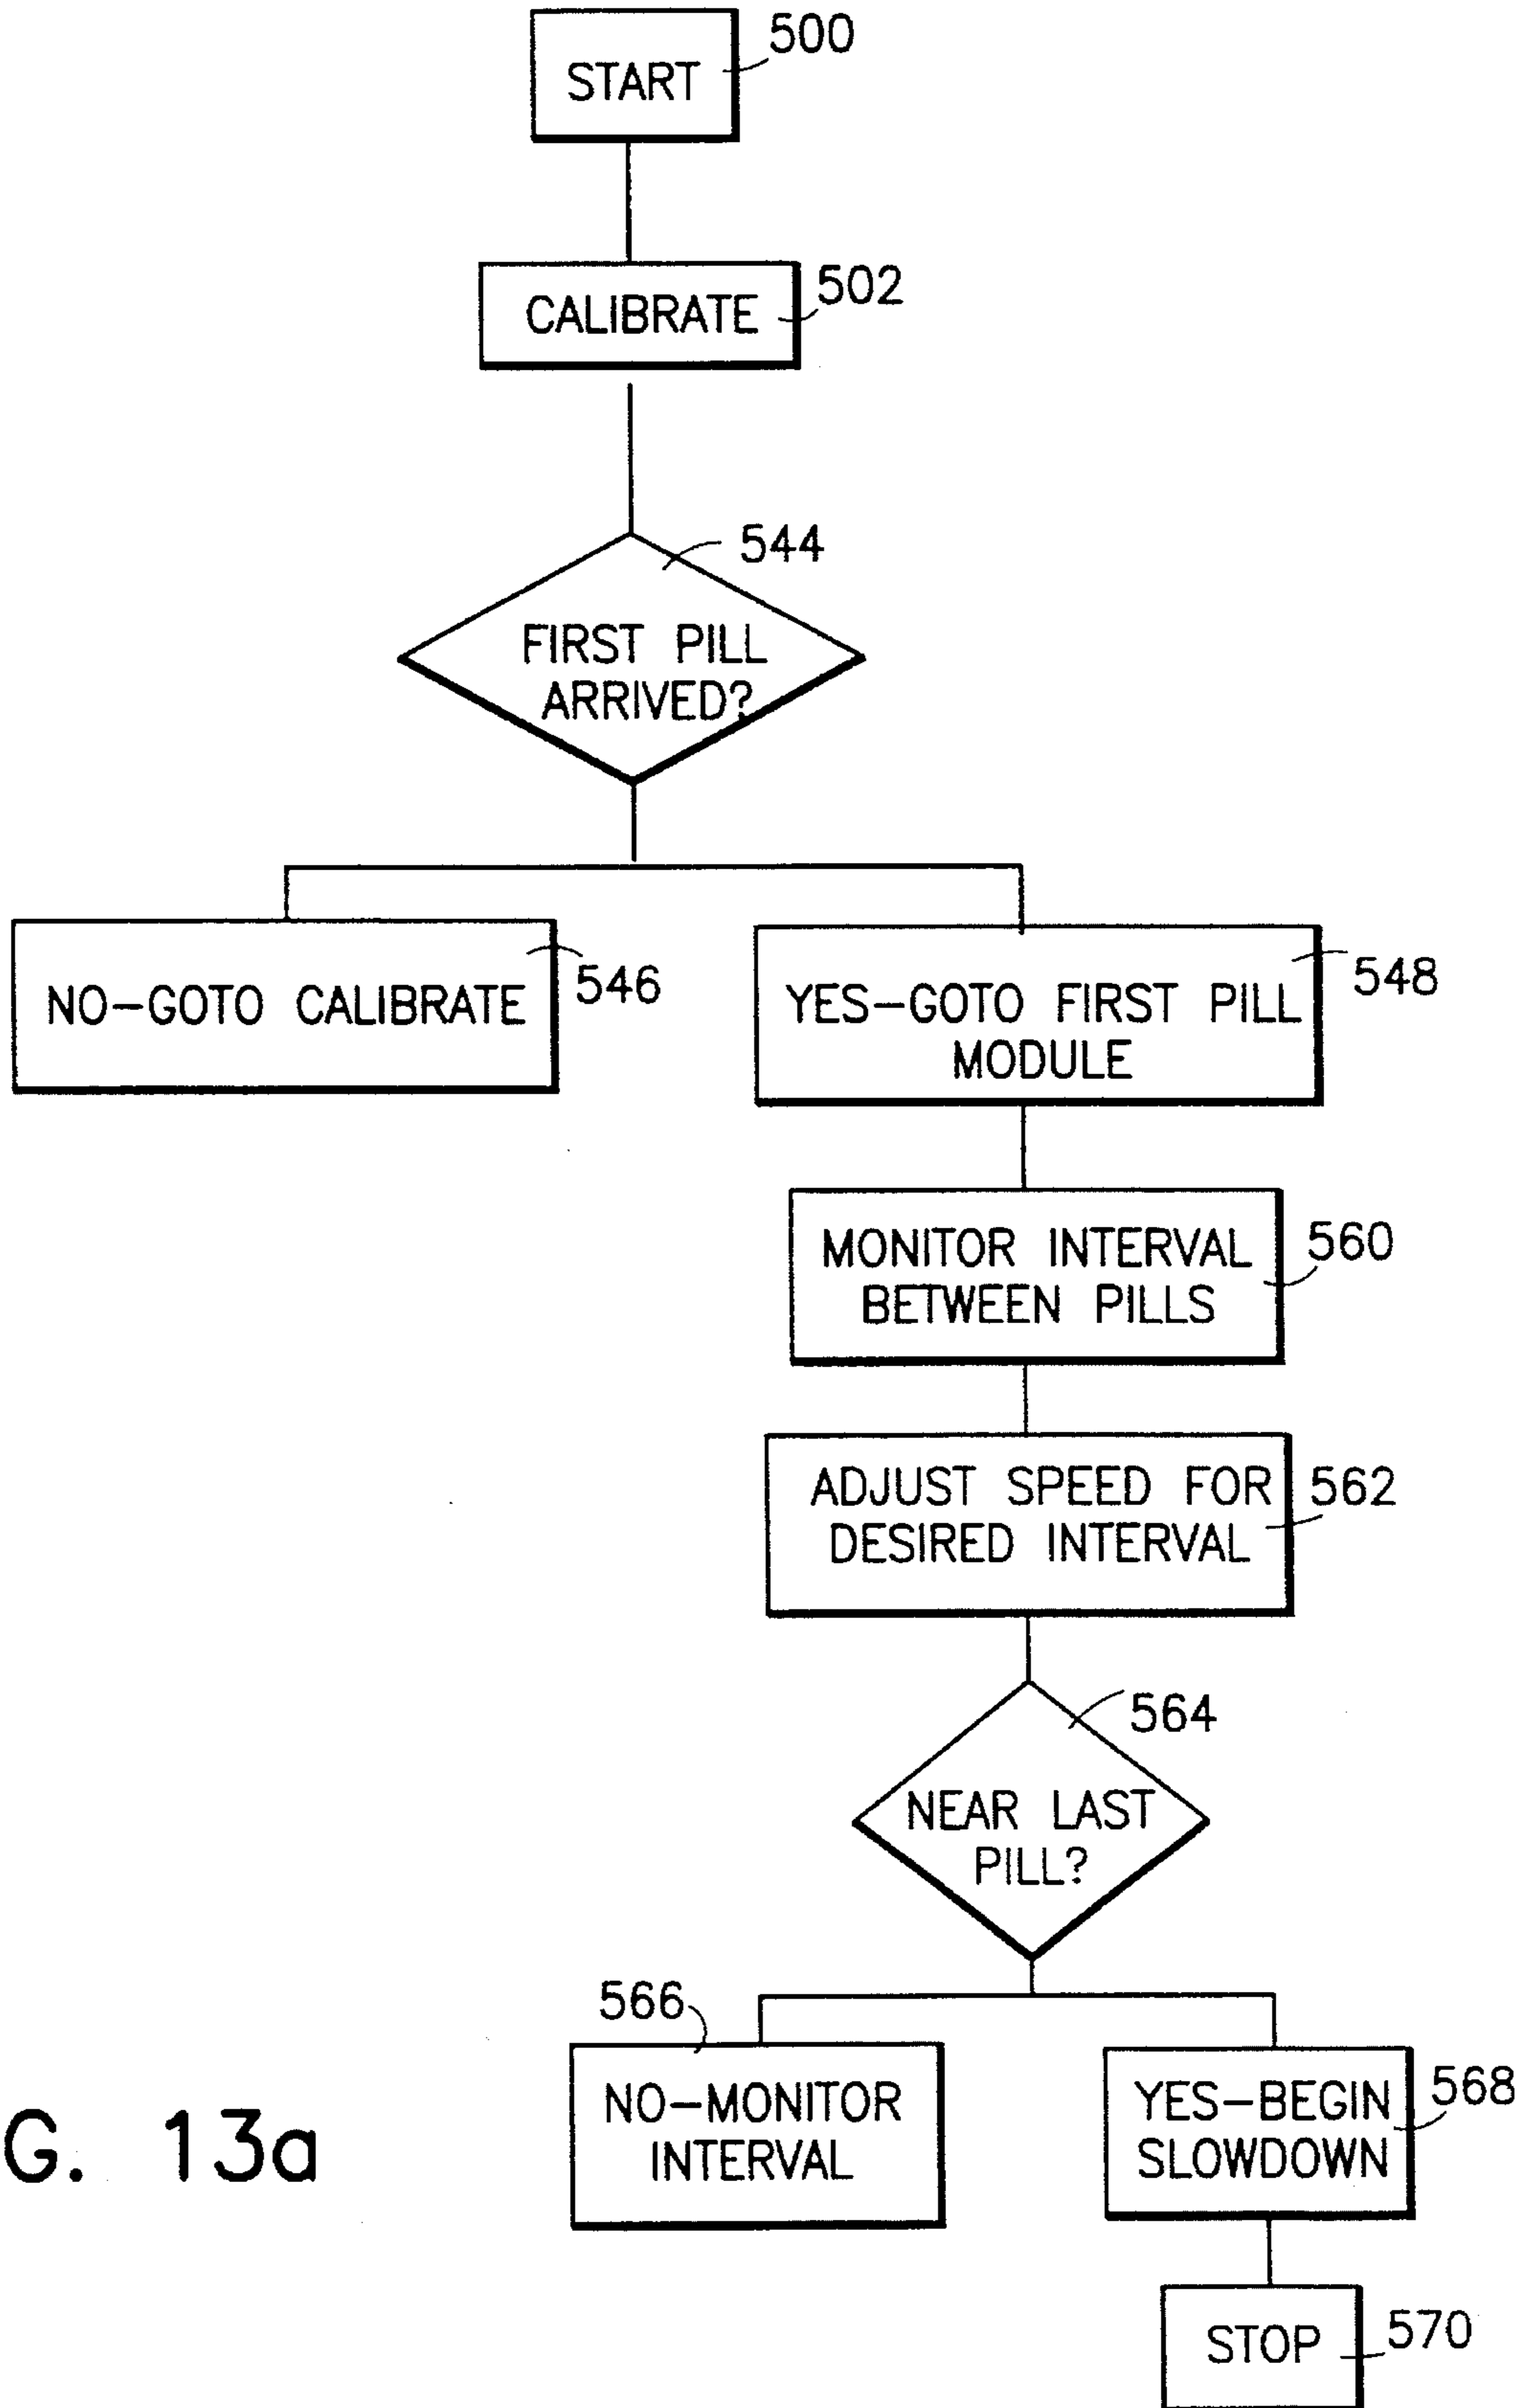 START
500
CALIBRATE
502
544
FIRST PILL
ARRIVED?
NO-GOTO CALIBRATE
546
YES-GOTO FIRST PILL
MODULE
548
MONITOR INTERVAL
BETWEEN PILLS
560
ADJUST SPEED FOR
DESIRED INTERVAL
562
564
NEAR LAST
PILL?
566
NO-MONITOR
INTERVAL
YES-BEGIN
SLOWDOWN
568
STOP
570
G. 13a